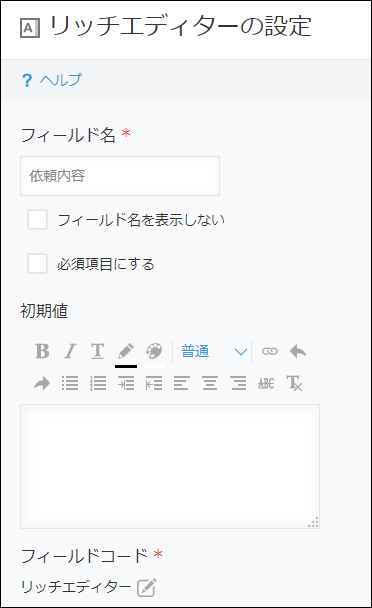 リッチエディターの設定
? ヘルプ
フィールド名 *
依頼内容
フィールド名を表示しない
必須項目にする
初期値
B I T 普通
ABC Tx
フィールドコード *
リッチエディター